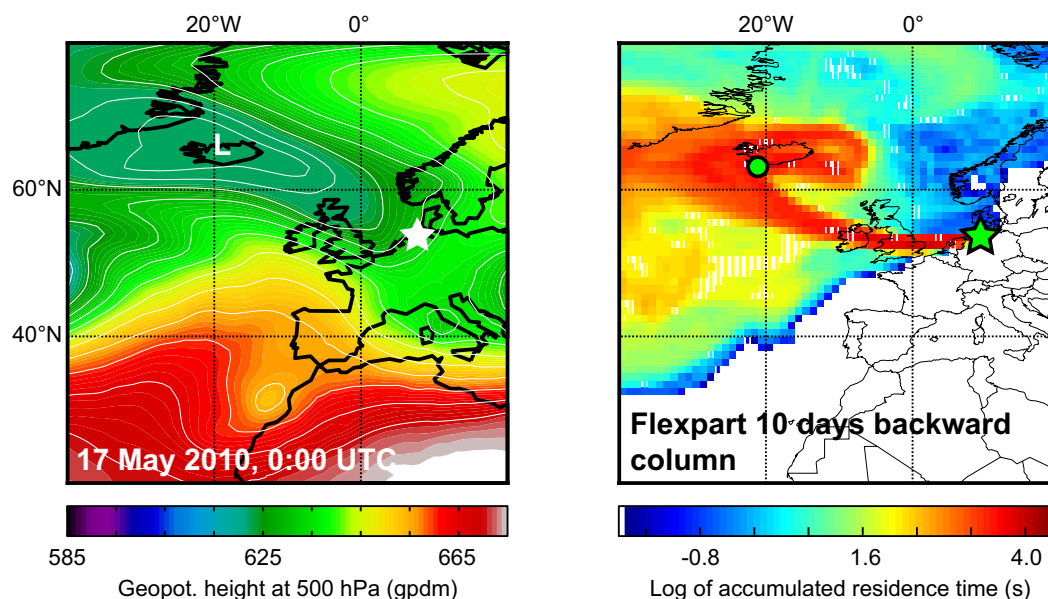 20°W 0° 20°W 0°
60°N
40°N
L
17 May 2010, 0:00 UTC
Flexpart 10 days backward
column
585 625 665
Geopot. height at 500 hPa (gpdm)
-0.8 1.6 4.0
Log of accumulated residence time (s)